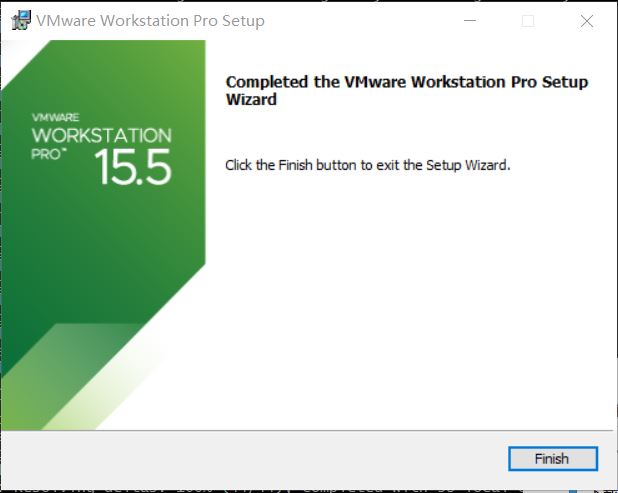 VMware Workstation Pro Setup
Completed the VMware Workstation Pro Setup
Wizard
VMWARE
WORKSTATION
PRO™
15.5
Click the Finish button to exit the Setup Wizard.
Finish